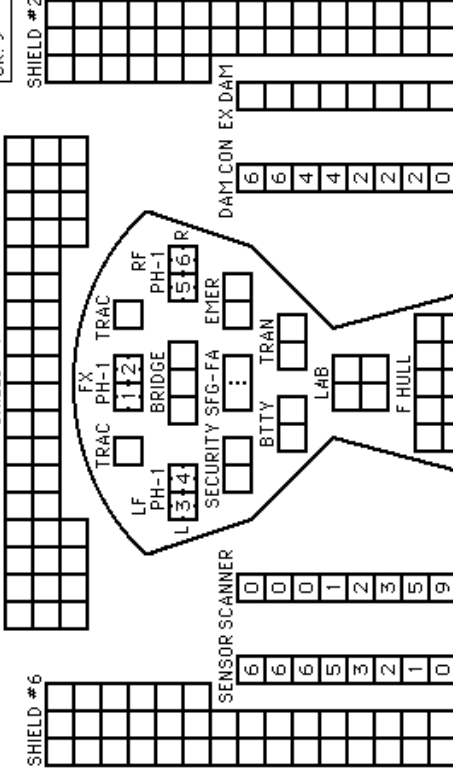 SHIELD #6
SHIELD #2
FX
TRAC
PH-1
TRAC
1 2
LF
PH-1
L 3 4
BRIDGE
RF
PH-1
5 6 R
SECURITY
SFG-FA
EMER
BTTY
TRAN
LAB
F HULL
SENSOR
6
6
6
5
3
2
1
0
SCANNER
0
0
0
1
2
3
5
9
DAM CON
6
6
4
4
2
2
2
0
EX DAM